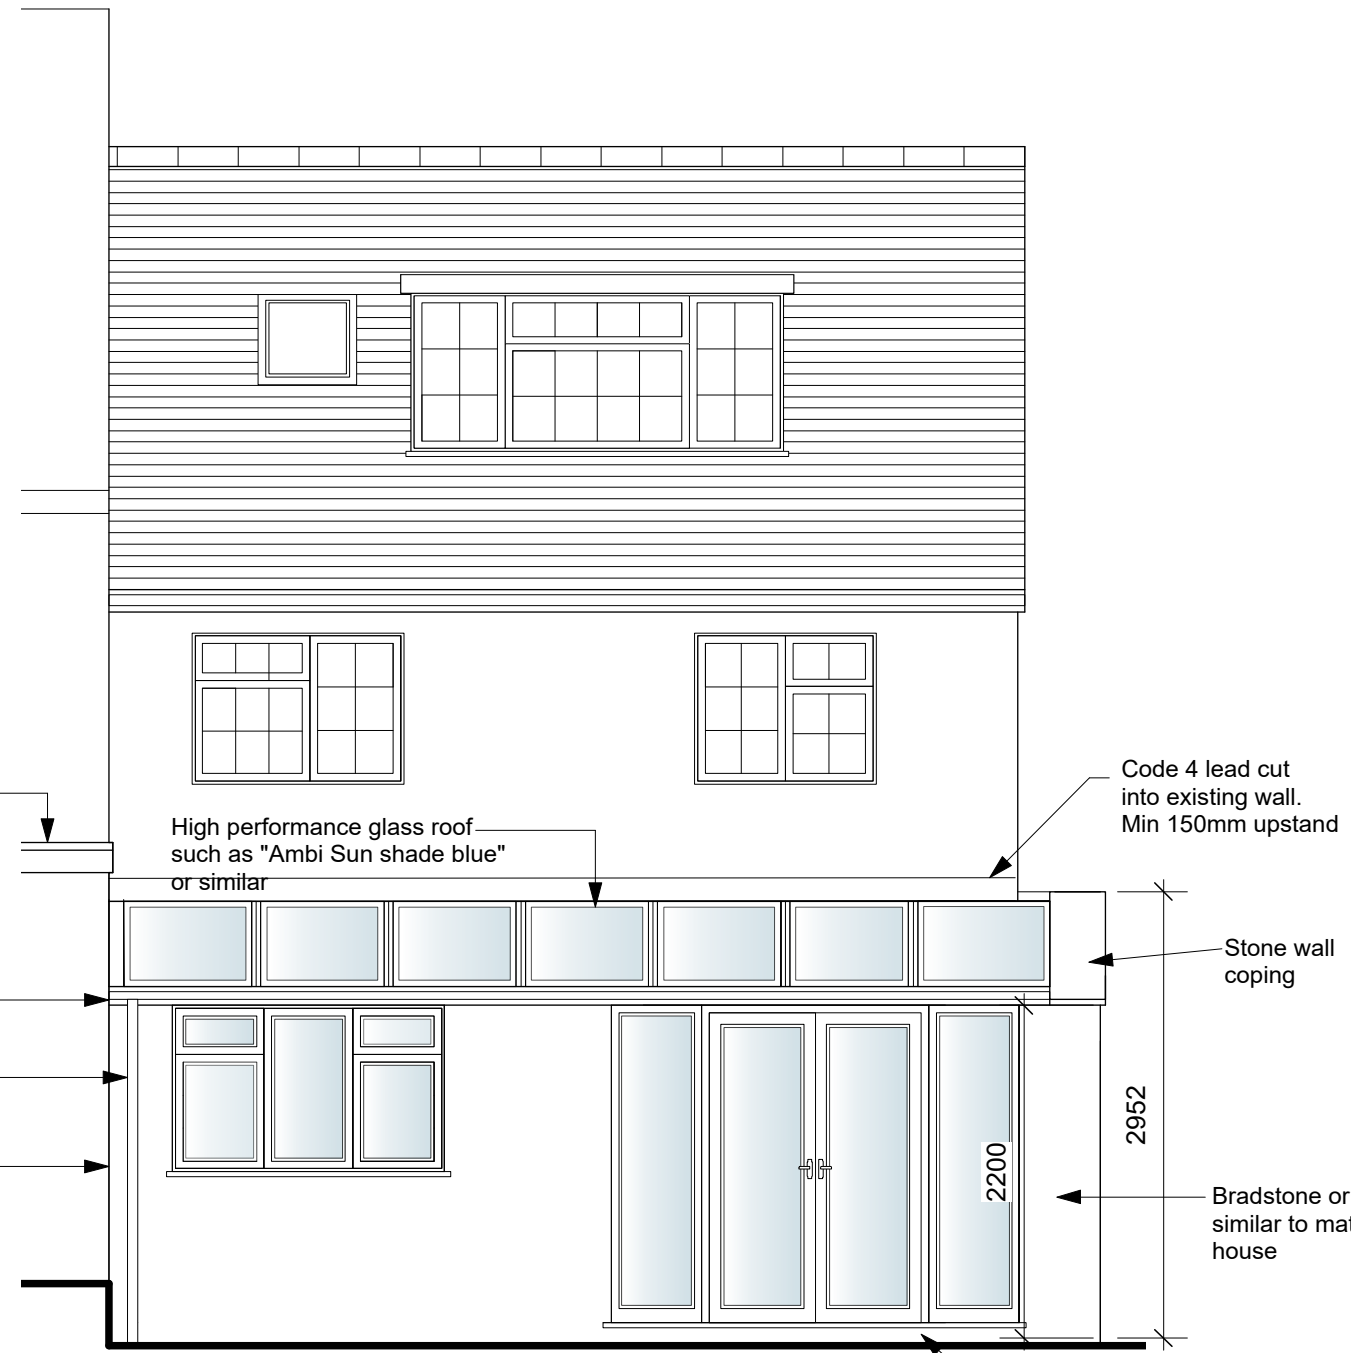 Code 4 lead cut
into existing wall.
Min 150mm upstand
High performance glass roof
such as "Ambi Sun shade blue"
or similar
Stone wall
coping
2952
2200
Bradstone or
similar to mat
house